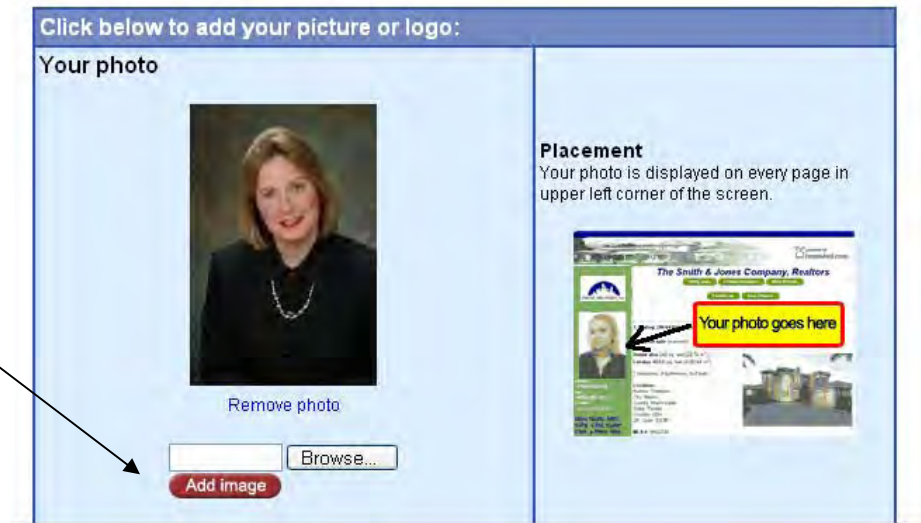 Click below to add your picture or logo:
Your photo
Remove photo
Browse...
Add image
Placement
Your photo is displayed on every page in
upper left corner of the screen.
The Smith & Jones Company, Realtors
Your photo goes here